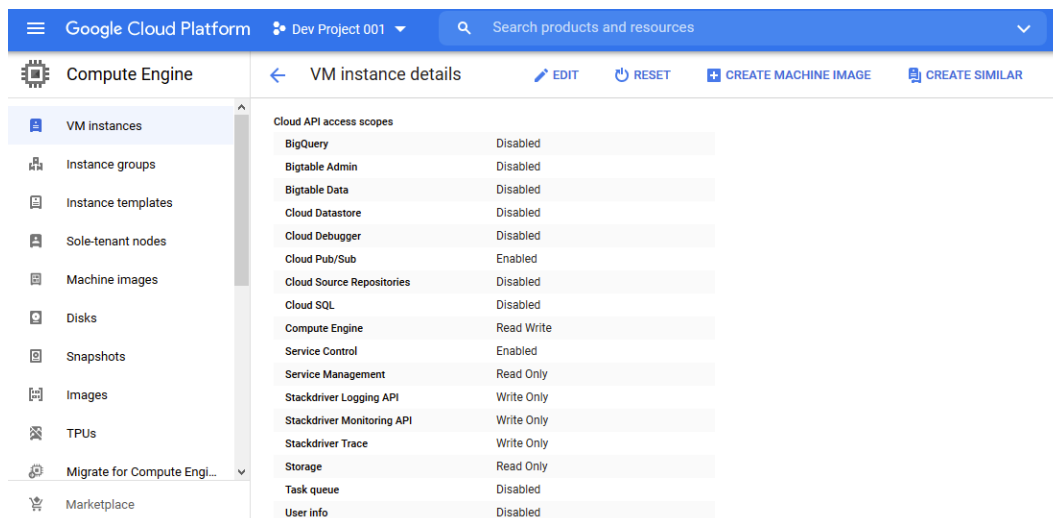 Google Cloud Platform Dev Project 001 Search products and resources
Compute Engine VM instance details EDIT RESET CREATE MACHINE IMAGE CREATE SIMILAR
VM instances
Instance groups
Instance templates
Sole-tenant nodes
Machine images
Disks
Snapshots
Images
TPUs
Migrate for Compute Engi...
Marketplace
Cloud API access scopes
BigQuery Disabled
Bigtable Admin Disabled
Bigtable Data Disabled
Cloud Datastore Disabled
Cloud Debugger Disabled
Cloud Pub/Sub Enabled
Cloud Source Repositories Disabled
Cloud SQL Disabled
Compute Engine Read Write
Service Control Enabled
Service Management Read Only
Stackdriver Logging API Write Only
Stackdriver Monitoring API Write Only
Stackdriver Trace Write Only
Storage Read Only
Task queue Disabled
User info Disabled